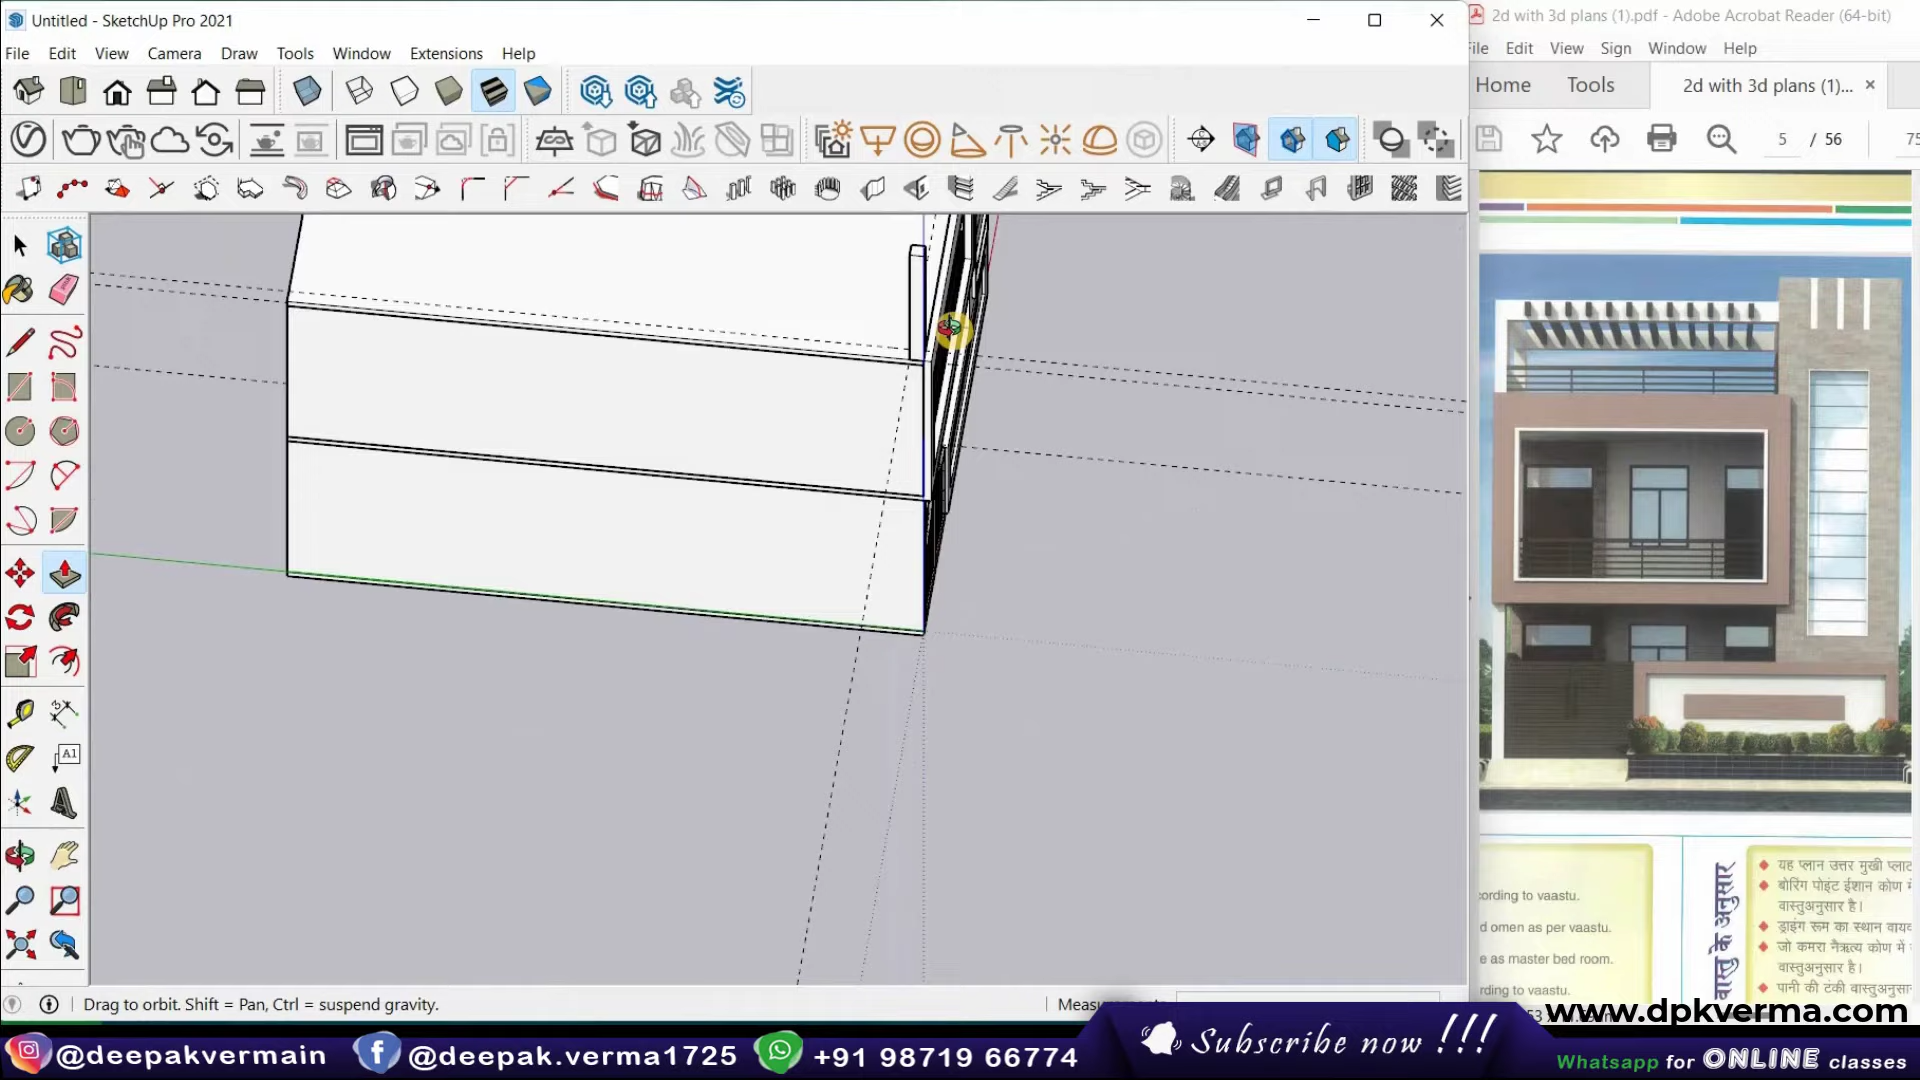 Untitled - SketchUp Pro 2021
File Edit View Camera Draw Tools Window Extensions Help
2d with 3d plans (1).pdf - Adobe Acrobat Reader (64-bit)
File Edit View Sign Window Help
Home Tools 2d with 3d plans (1)... ×
5 / 56
A1
cording to vaastu.
d omen as per vaastu.
e as master bed room.
rding to vaastu.
वास्तु के अनुसार
यह प्लान उत्तर मुखी प्लाट
बोरिंग पोइंट ईशान कोण में
वास्तुअनुसार है।
ड्राइंग रूम का स्थान वायव
जो कमरा नैऋत्य कोण में
वास्तुअनुसार है।
पानी की टंकी वास्तुअनुसार
Drag to orbit. Shift = Pan, Ctrl = suspend gravity.
www.dpkverma.com
@deepakvermain @deepak.verma1725 +91 98719 66774
Subscribe now !!!
Whatsapp for ONLINE classes